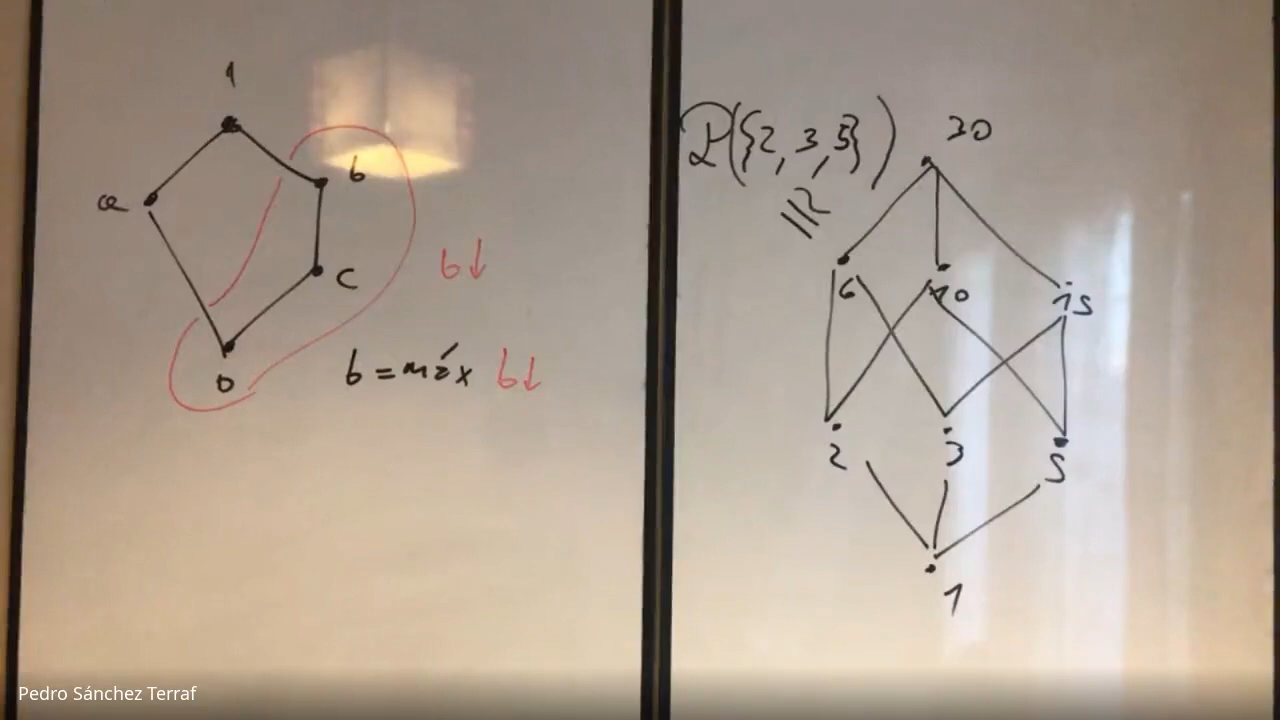 1
a
b
c
0
b↓
b = máx b↓
P({2, 3, 5})
≅
30
6
10
15
2
3
5
1
Pedro Sánchez Terraf